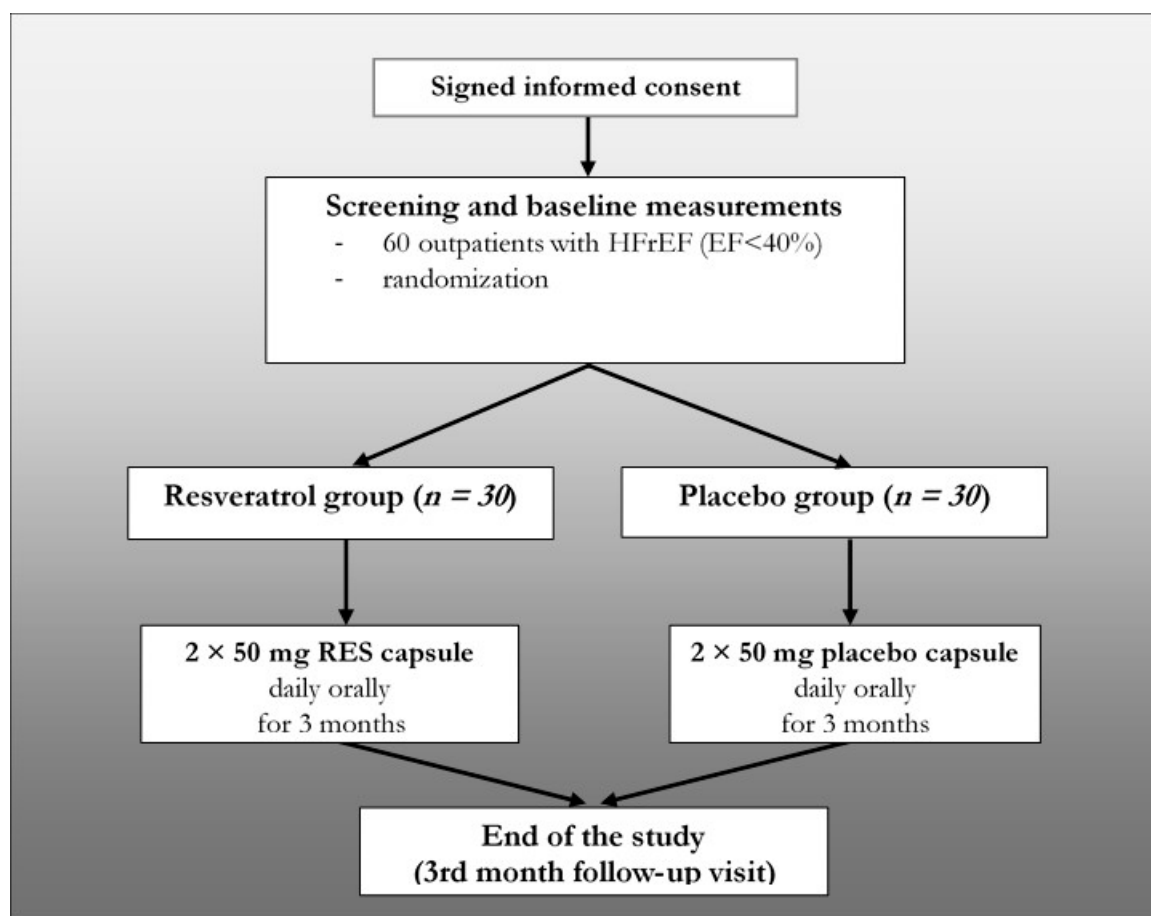 Signed informed consent
Screening and baseline measurements
- 60 outpatients with HFrEF (EF<40%)
- randomization
Resveratrol group (n = 30)
Placebo group (n = 30)
2 × 50 mg RES capsule
daily orally
for 3 months
2 × 50 mg placebo capsule
daily orally
for 3 months
End of the study
(3rd month follow-up visit)